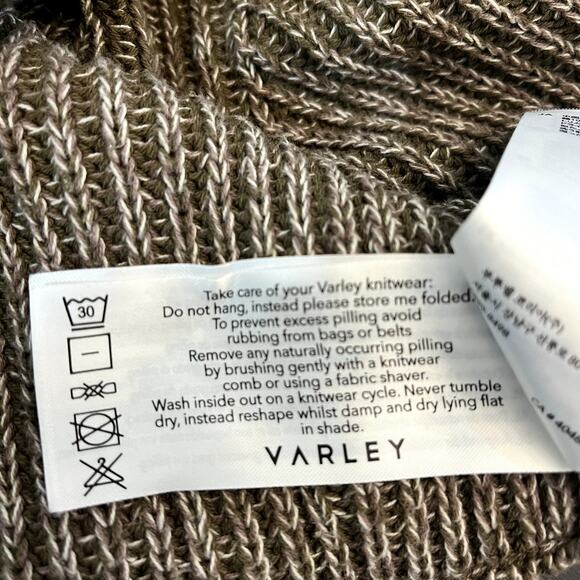 30
Take care of your Varley knitwear:
Do not hang, instead please store me folded.
To prevent excess pilling avoid
rubbing from bags or belts
Remove any naturally occurring pilling
by brushing gently with a knitwear
comb or using a fabric shaver.
Wash inside out on a knitwear cycle. Never tumble
dry, instead reshape whilst damp and dry lying flat
in shade.
VARLEY